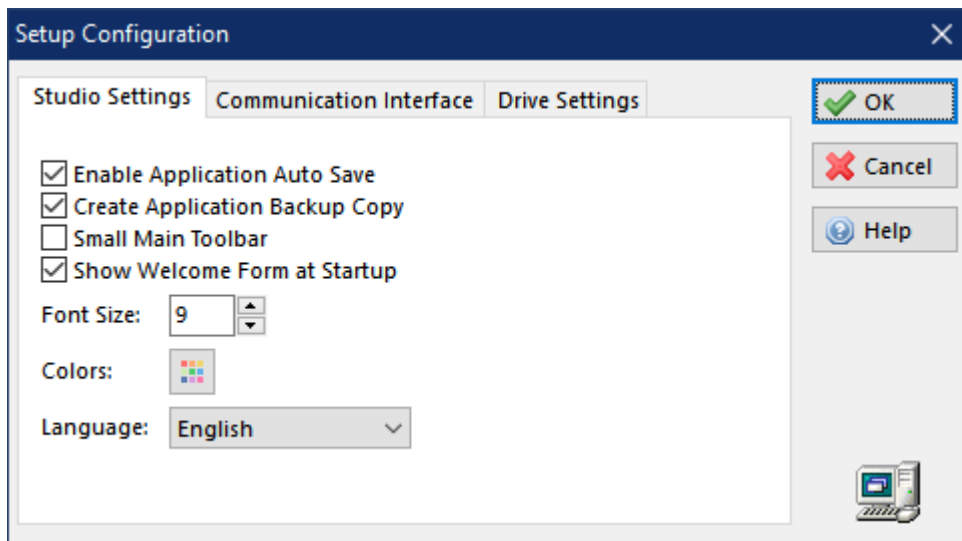 Setup Configuration
Studio Settings Communication Interface Drive Settings
OK
Cancel
Help
Enable Application Auto Save
Create Application Backup Copy
Small Main Toolbar
Show Welcome Form at Startup
Font Size: 9
Colors:
Language: English